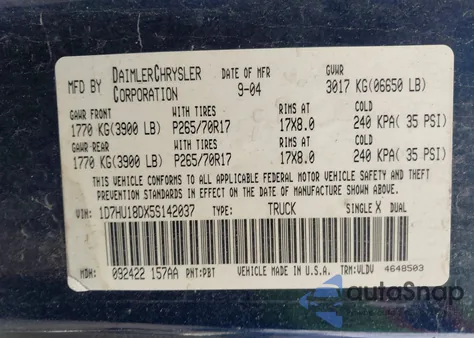 MFD BY DAIMLERCHRYSLER CORPORATION DATE OF MFR 9-04 GVWR 3017 KG(06650 LB)
GAWR FRONT WITH TIRES RIMS AT COLD
1770 KG(3900 LB) P265/70R17 17X8.0 240 KPA( 35 PSI)
GAWR REAR WITH TIRES RIMS AT COLD
1770 KG(3900 LB) P265/70R17 17X8.0 240 KPA( 35 PSI)
THIS VEHICLE CONFORMS TO ALL APPLICABLE FEDERAL MOTOR VEHICLE SAFETY AND THEFT
PREVENTION STANDARDS IN EFFECT ON THE DATE OF MANUFACTURE SHOWN ABOVE.
VIN: 1D7HU18DX5S142037 TYPE: TRUCK SINGLE X DUAL
MDH: 092422 157AA PNT:PBT VEHICLE MADE IN U.S.A. TRM:VLDV 4648503
autoSnap